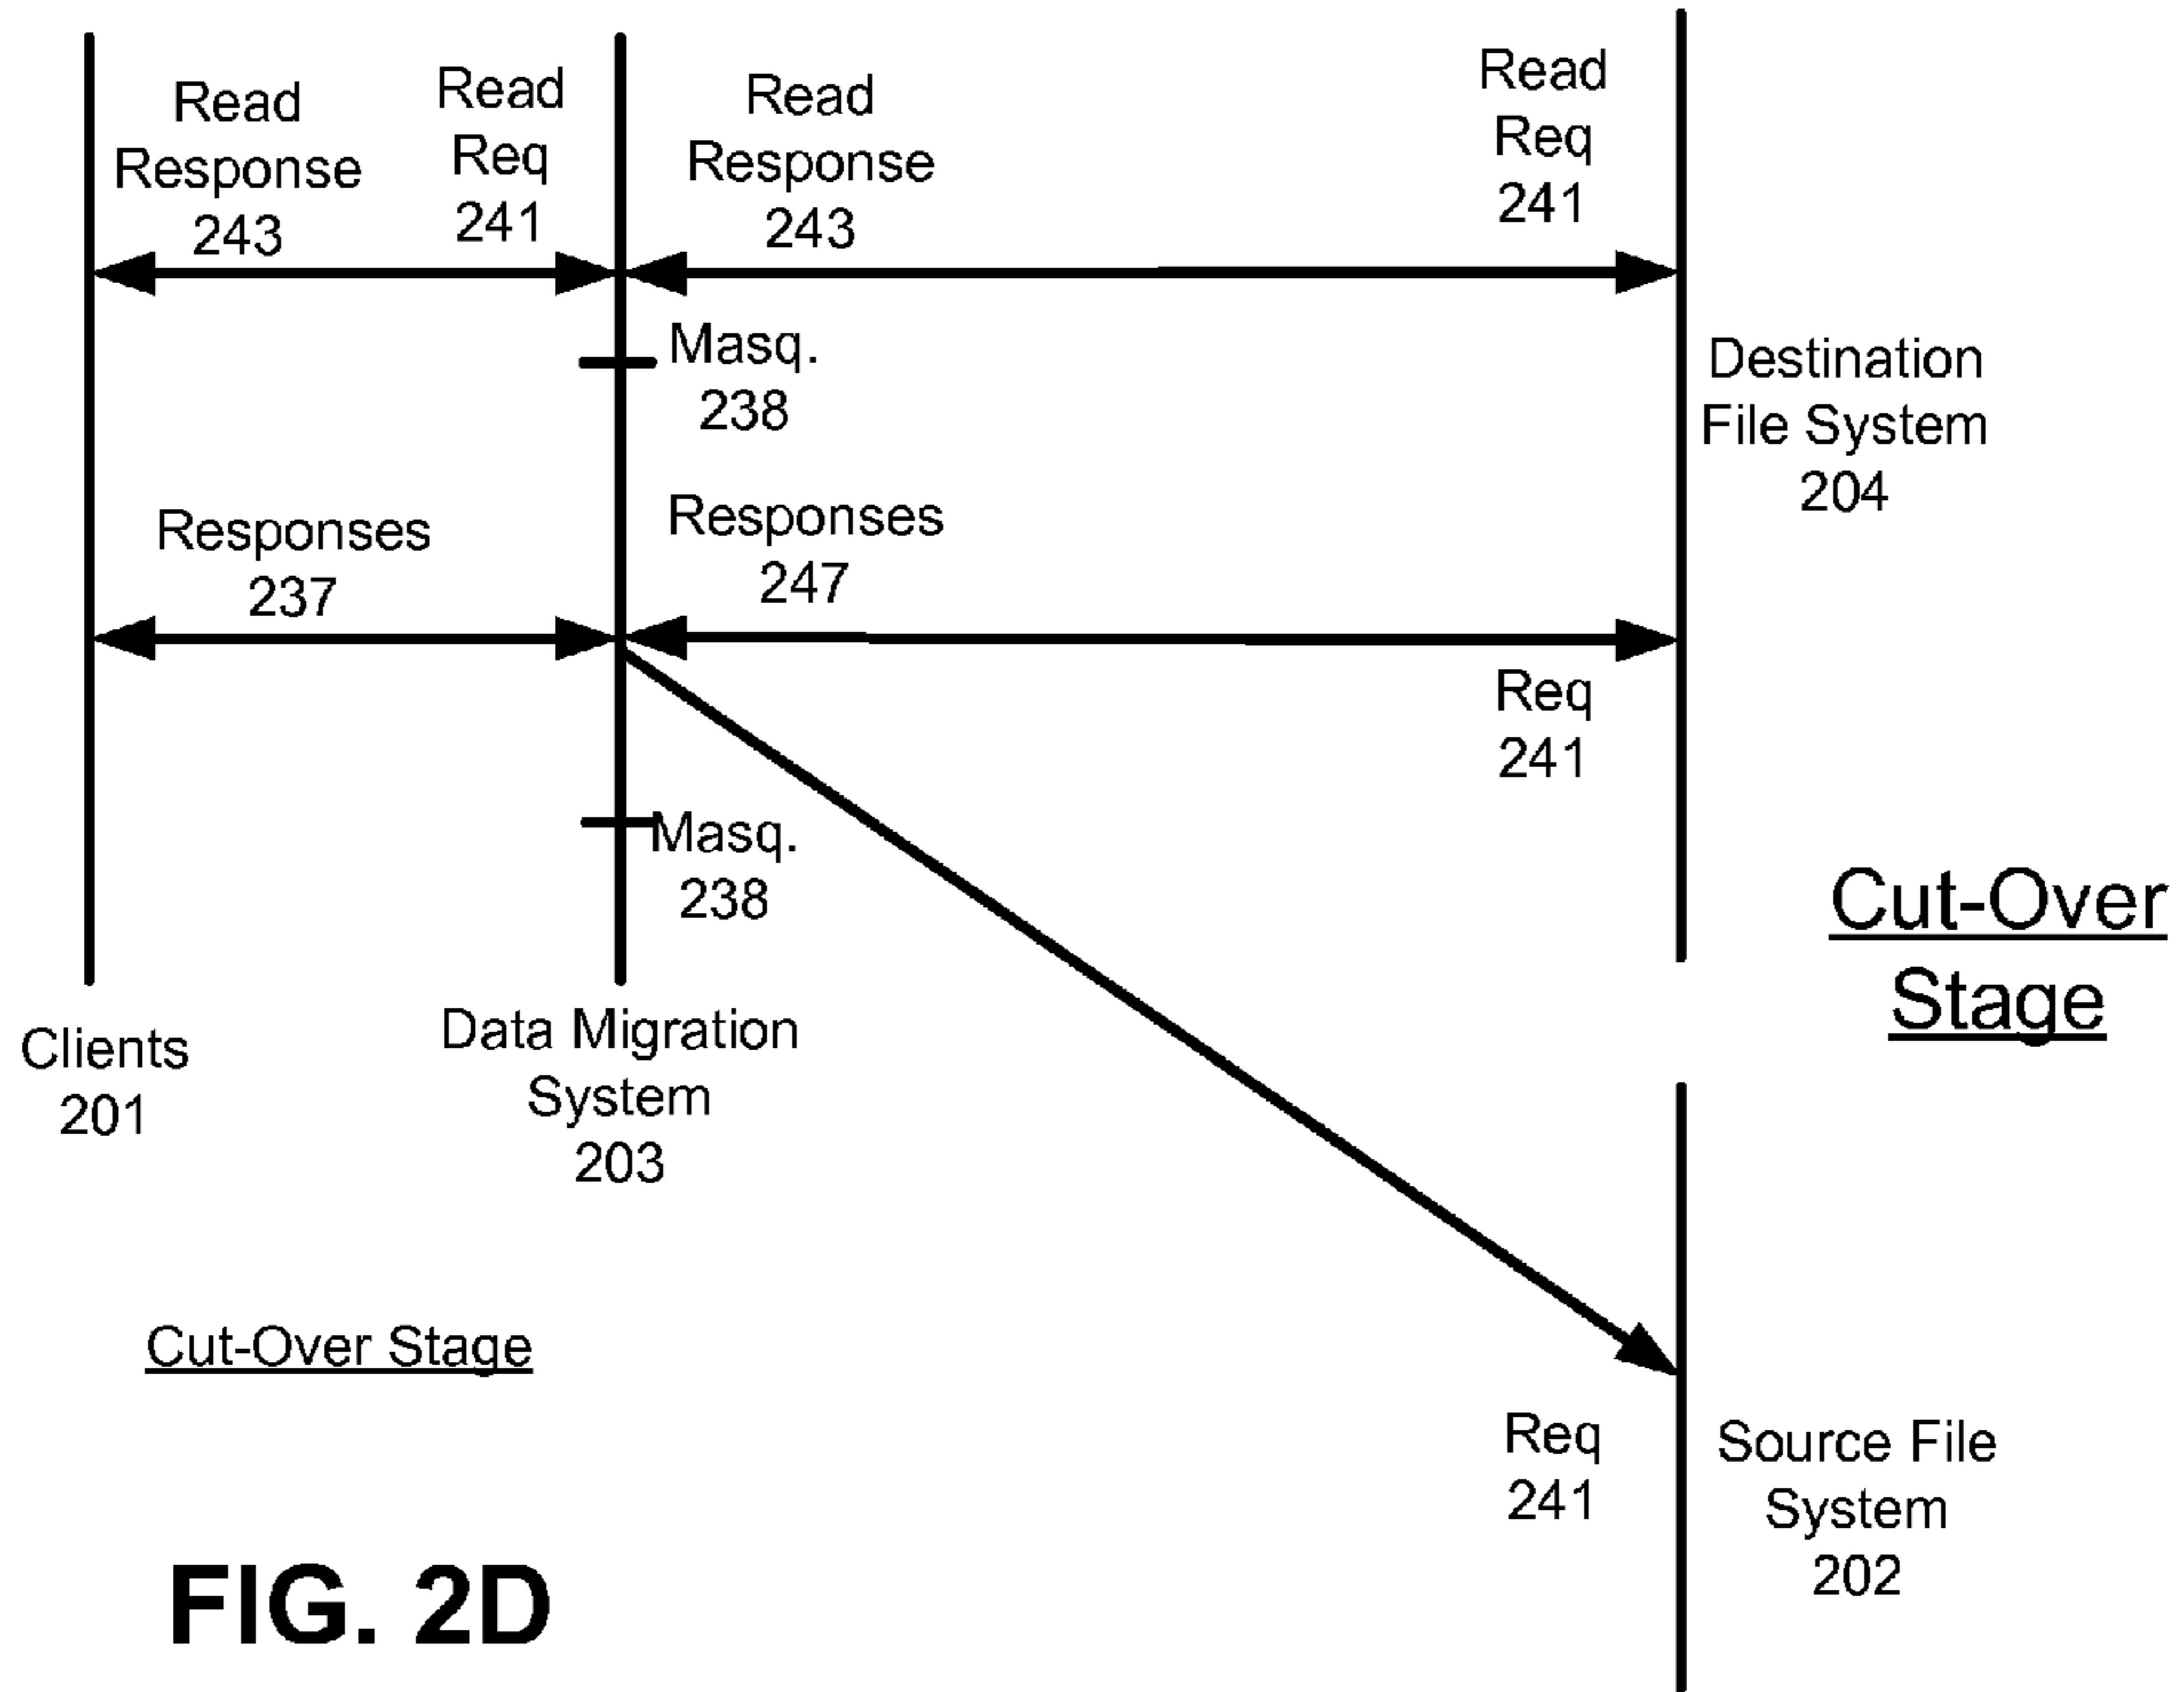 Read
Response
243
Read
Req
241
Read
Response
243
Read
Req
241
Masq.
238
Destination
File System
204
Responses
237
Responses
247
Req
241
Masq.
238
Cut-Over
Stage
Clients
201
Data Migration
System
203
Cut-Over Stage
Req
241
Source File
System
202
FIG. 2D